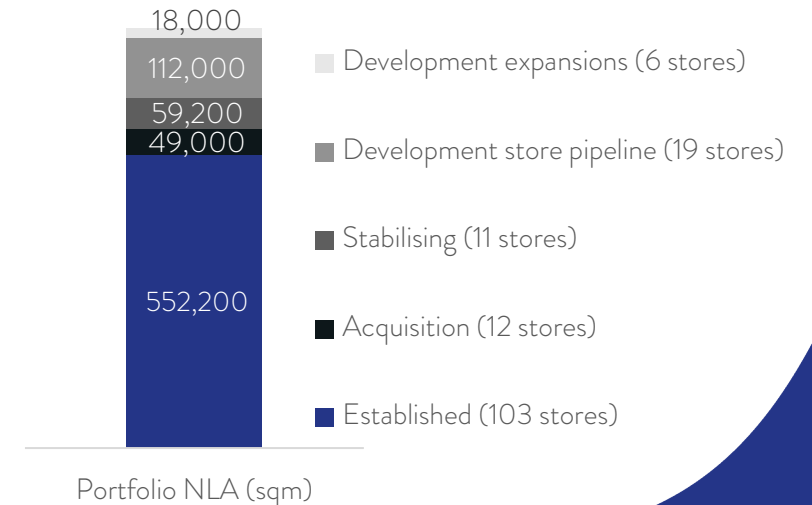 18,000
112,000
59,200
49,000
552,200
Development expansions (6 stores)
Development store pipeline (19 stores)
Stabilising (11 stores)
Acquisition (12 stores)
Established (103 stores)
Portfolio NLA (sqm)